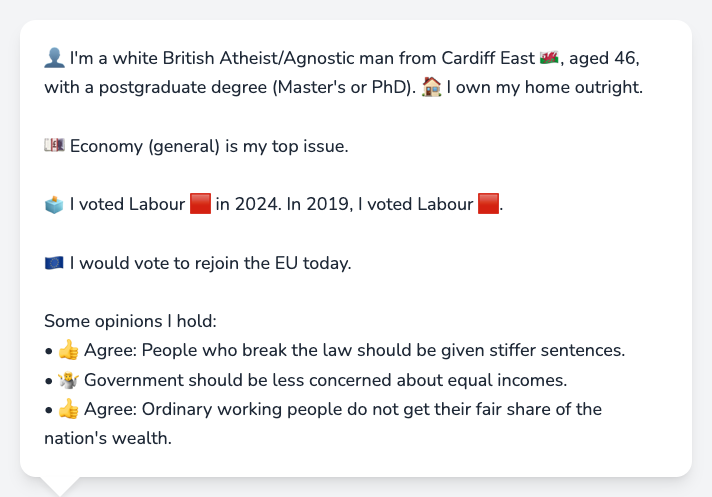 👤 I'm a white British Atheist/Agnostic man from Cardiff East 🏴󠁧󠁢󠁷󠁬󠁳󠁿, aged 46,
with a postgraduate degree (Master's or PhD). 🏠 I own my home outright.
💷 Economy (general) is my top issue.
🗳️ I voted Labour 🟥 in 2024. In 2019, I voted Labour 🟥.
🇪🇺 I would vote to rejoin the EU today.
Some opinions I hold:
• 👍 Agree: People who break the law should be given stiffer sentences.
• 🤷 Government should be less concerned about equal incomes.
• 👍 Agree: Ordinary working people do not get their fair share of the
nation's wealth.